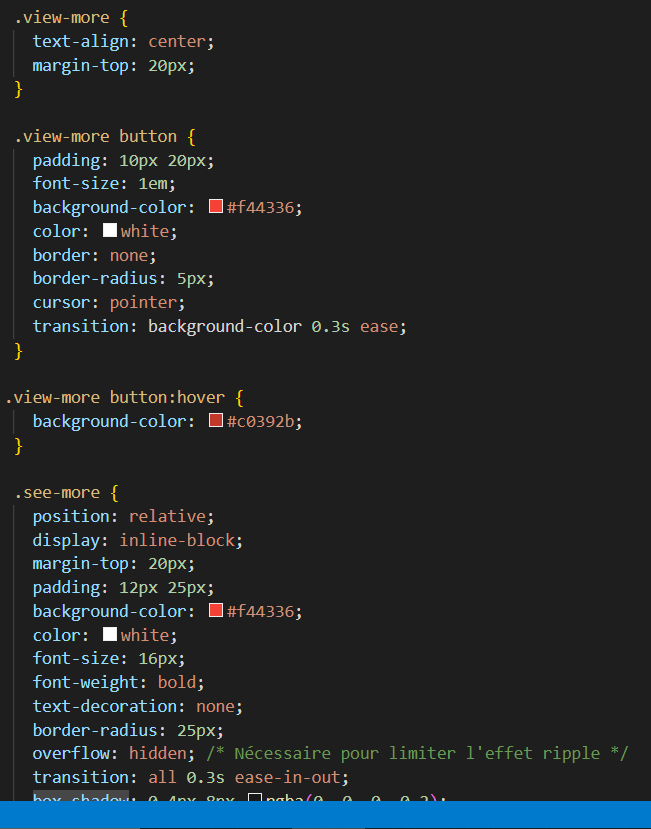 .view-more {
text-align: center;
margin-top: 20px;
}
.view-more button {
padding: 10px 20px;
font-size: 1em;
background-color: #f44336;
color: white;
border: none;
border-radius: 5px;
cursor: pointer;
transition: background-color 0.3s ease;
}
.view-more button:hover {
background-color: #c0392b;
}
.see-more {
position: relative;
display: inline-block;
margin-top: 20px;
padding: 12px 25px;
background-color: #f44336;
color: white;
font-size: 16px;
font-weight: bold;
text-decoration: none;
border-radius: 25px;
overflow: hidden; /* Nécessaire pour limiter l'effet ripple */
transition: all 0.3s ease-in-out;
box-shadow: 0 4px 8px rgba(0, 0, 0, 0.2);